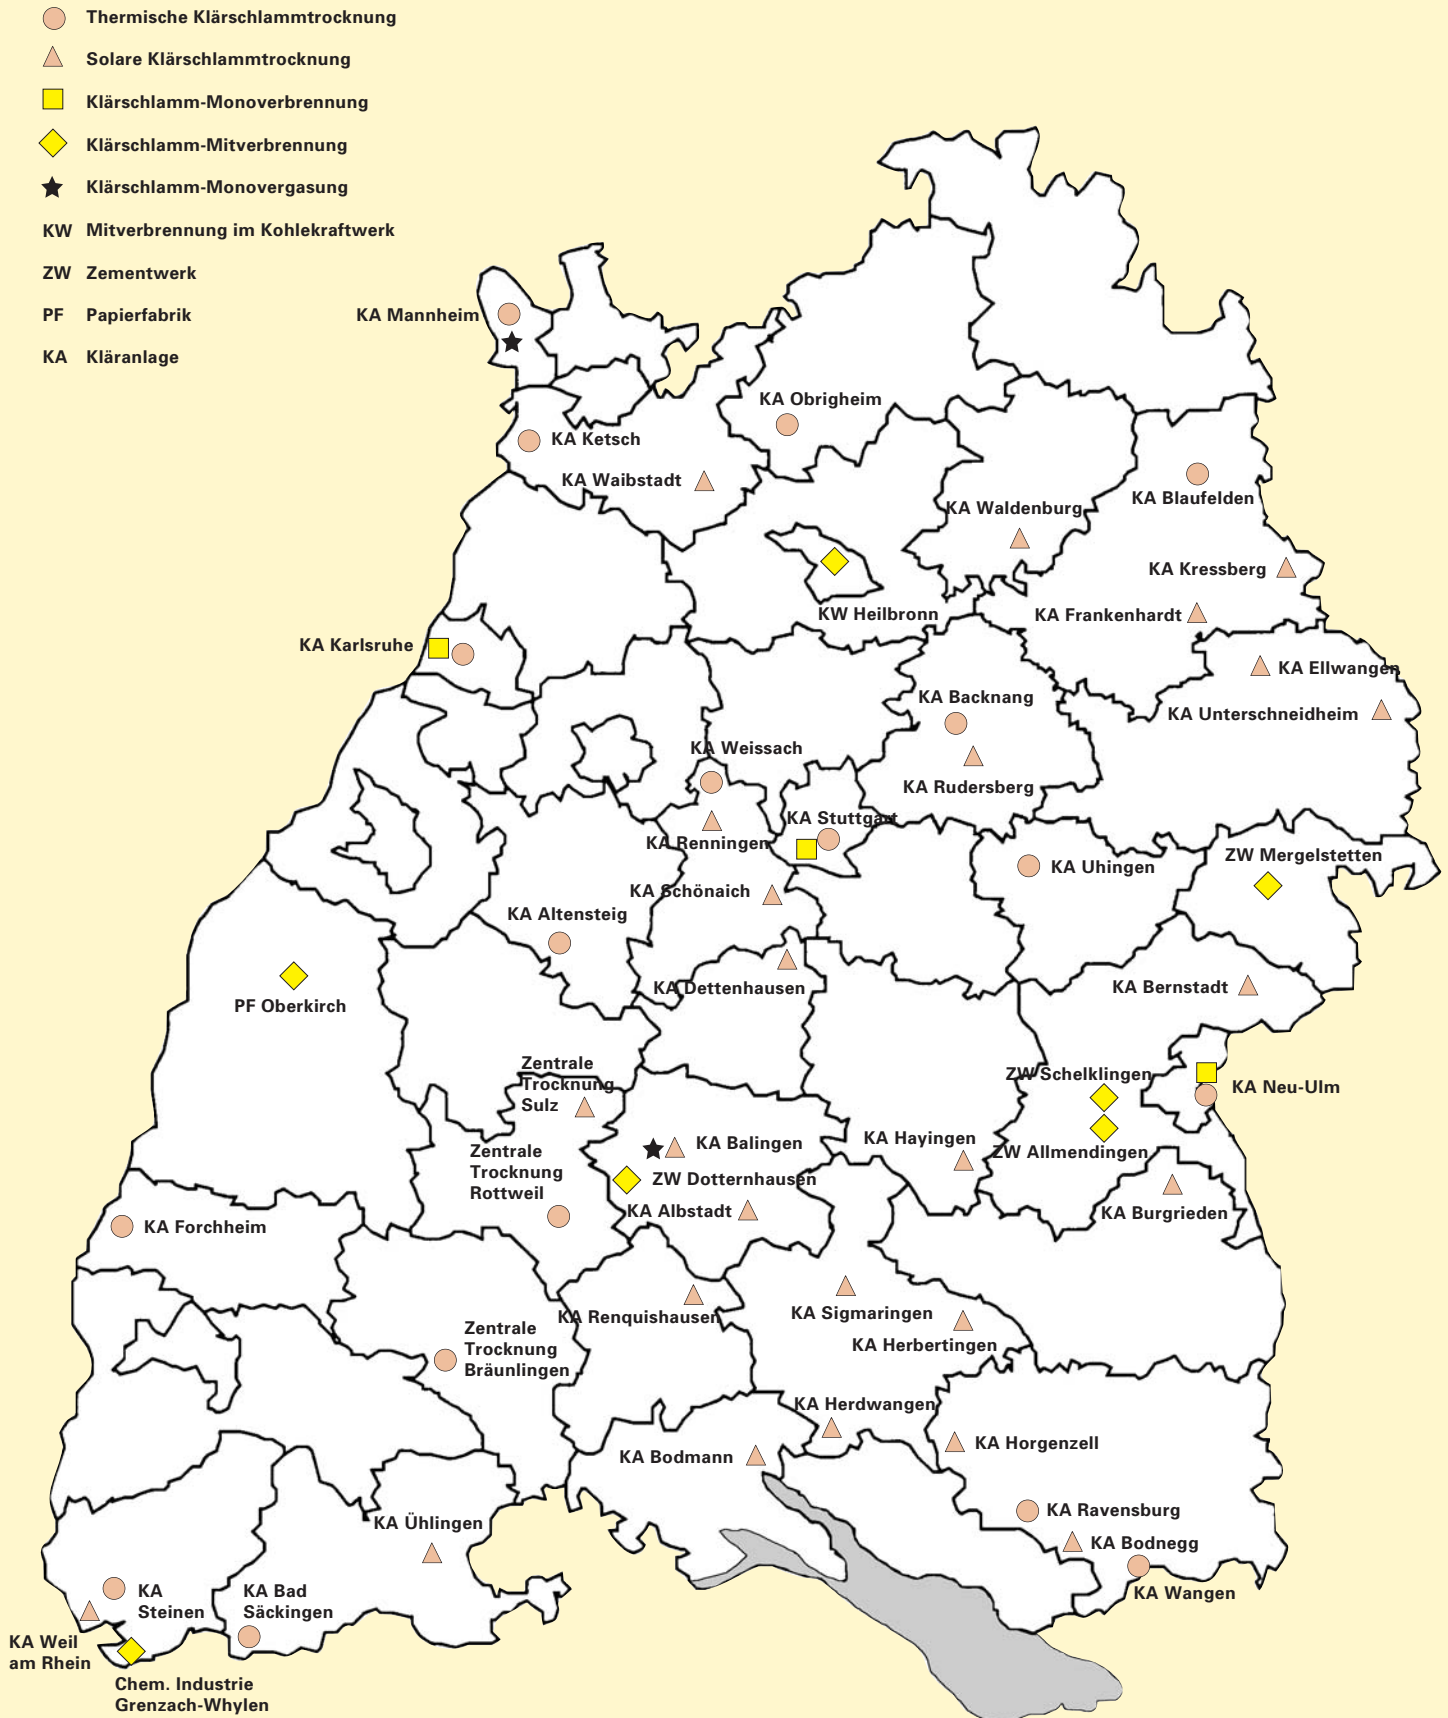 Thermische Klärschlammtrocknung
Solare Klärschlammtrocknung
Klärschlamm-Monoverbrennung
Klärschlamm-Mitverbrennung
Klärschlamm-Monovergasung
KW Mitverbrennung im Kohlekraftwerk
ZW Zementwerk
PF Papierfabrik
KA Kläranlage
KA Mannheim
KA Obrigheim
KA Ketsch
KA Waibstadt
KA Blaufelden
KA Waldenburg
KA Kressberg
KW Heilbronn
KA Frankenhardt
KA Karlsruhe
KA Ellwangen
KA Backnang
KA Unterschneidheim
KA Weissach
KA Rudersberg
KA Stuttgart
KA Renningen
ZW Mergelstetten
KA Uhingen
KA Schönaich
KA Altensteig
KA Dettenhausen
KA Bernstadt
PF Oberkirch
Zentrale
Trocknung
Sulz
ZW Schelklingen
KA Neu-Ulm
KA Hayingen
KA Balingen
ZW Allmendingen
Zentrale
Trocknung
Rottweil
ZW Dotternhausen
KA Albstadt
KA Burgrieden
KA Forchheim
KA Renquishausen
KA Sigmaringen
KA Herbertingen
Zentrale
Trocknung
Bräunlingen
KA Herdwangen
KA Horgenzell
KA Bodmann
KA Ravensburg
KA Ühlingen
KA Bodnegg
KA Wangen
KA
Steinen
KA Bad
Säckingen
KA Weil
am Rhein
Chem. Industrie
Grenzach-Whylen